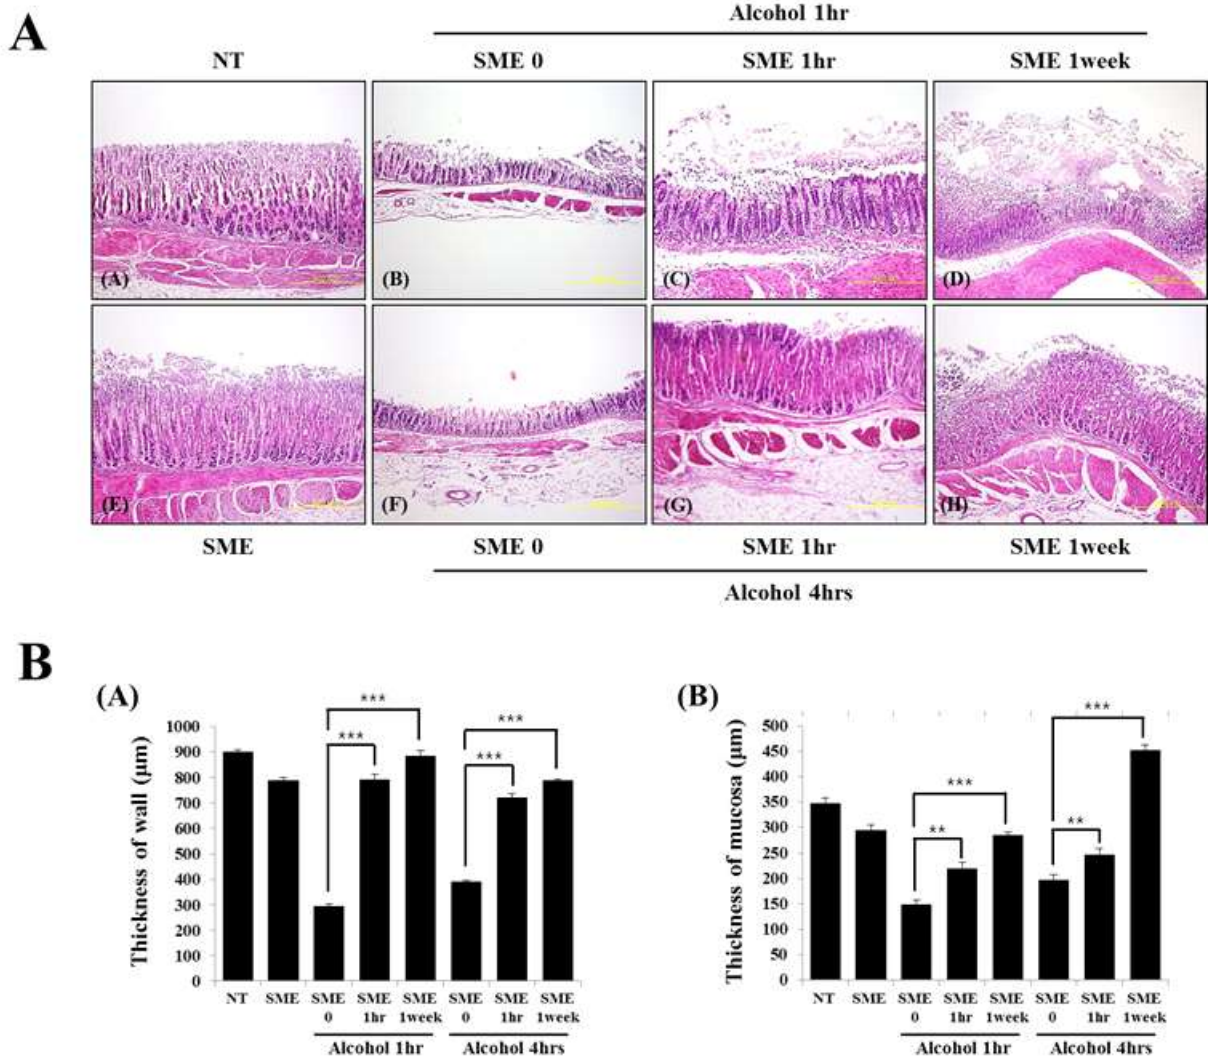 A
Alcohol 1hr
NT SME 0 SME 1hr SME 1week
(A) (B) (C) (D)
(E) (F) (G) (H)
SME SME 0 SME 1hr SME 1week
Alcohol 4hrs
B
(A)
Thickness of wall (μm)
1000
900
800
700
600
500
400
300
200
100
0
***
***
***
***
NT SME SME SME SME SME SME SME
0 1hr 1week 0 1hr 1week
Alcohol 1hr Alcohol 4hrs
(B)
Thickness of mucosa (μm)
500
450
400
350
300
250
200
150
100
50
0
***
***
**
**
NT SME SME SME SME SME SME SME
0 1hr 1week 0 1hr 1week
Alcohol 1hr Alcohol 4hrs